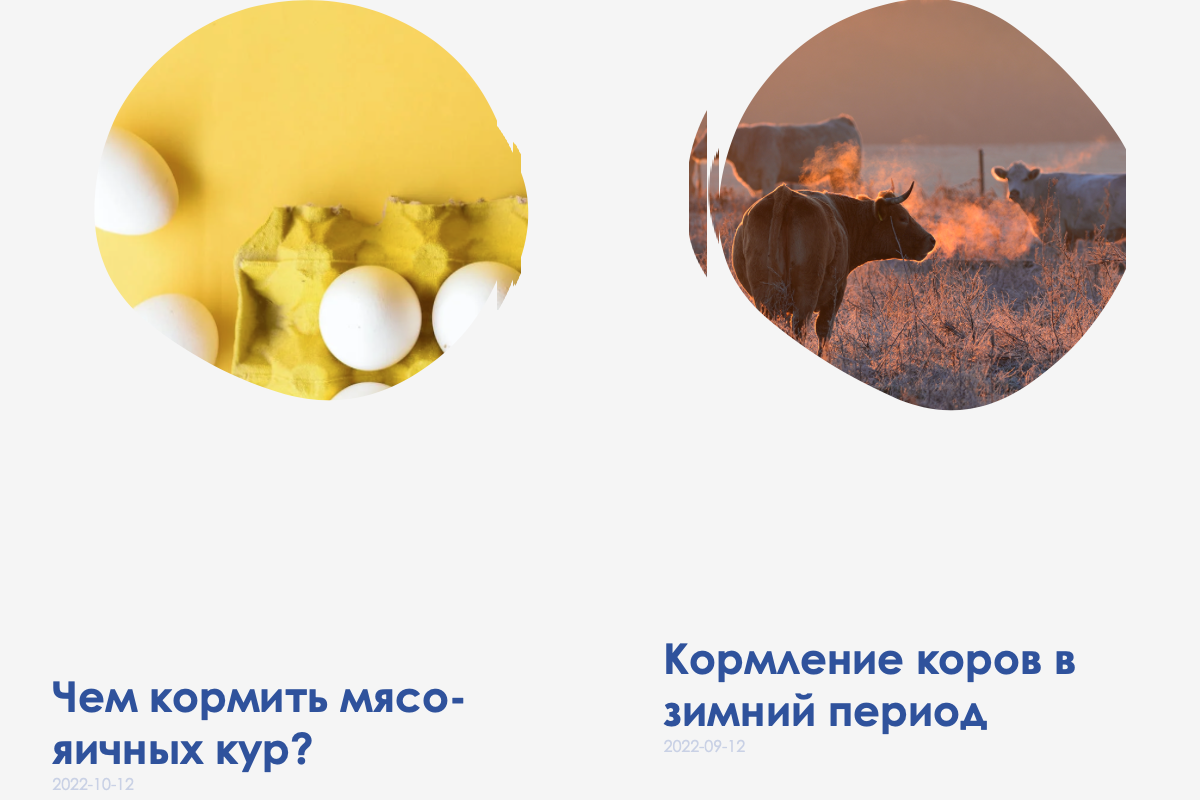 Чем кормить мясо-
яичных кур?
2022-10-12
Кормление коров в
зимний период
2022-09-12